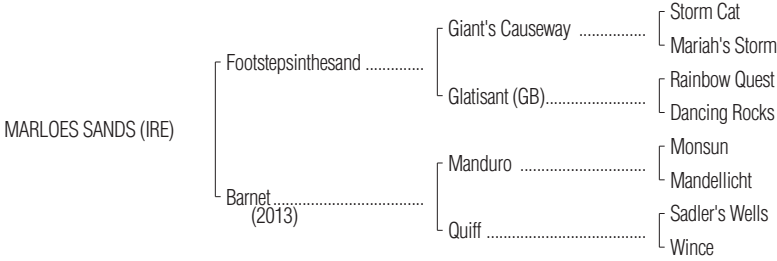 Storm Cat
Giant's Causeway ................
Mariah's Storm
Footstepsinthesand ..............
Rainbow Quest
Glatisant (GB)........................
Dancing Rocks
MARLOES SANDS (IRE)
Monsun
Manduro ..............................
Mandellicht
Barnet ....................................
(2013)
Sadler's Wells
Quiff ......................................
Wince